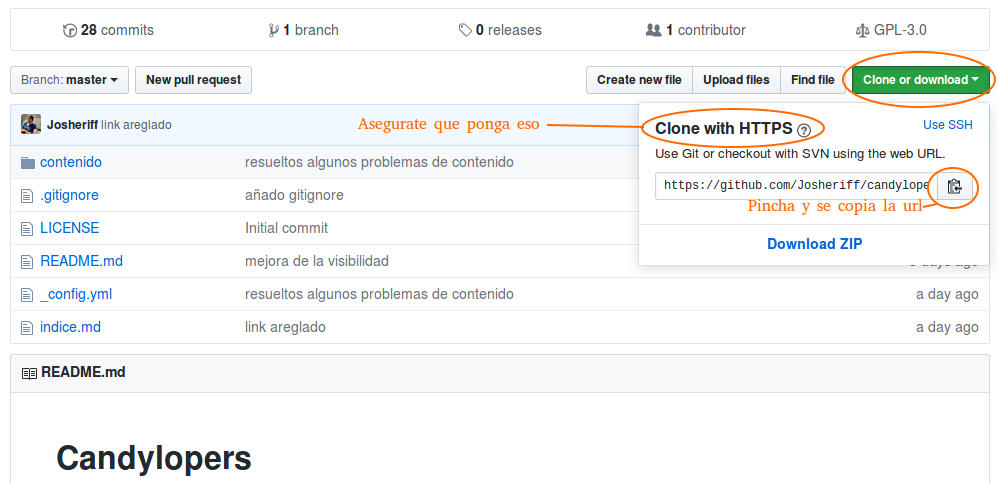 28 commits 1 branch 0 releases 1 contributor GPL-3.0
Branch: master New pull request Create new file Upload files Find file Clone or download
Josheriff link areglado
Asegurate que ponga eso
Clone with HTTPS ? Use SSH
Use Git or checkout with SVN using the web URL.
https://github.com/Josheriff/candylope
Pincha y se copia la url
Download ZIP
contenido resueltos algunos problemas de contenido
.gitignore añado gitignore
LICENSE Initial commit
README.md mejora de la visibilidad days ago
_config.yml resueltos algunos problemas de contenido a day ago
indice.md link areglado a day ago
README.md
Candylopers